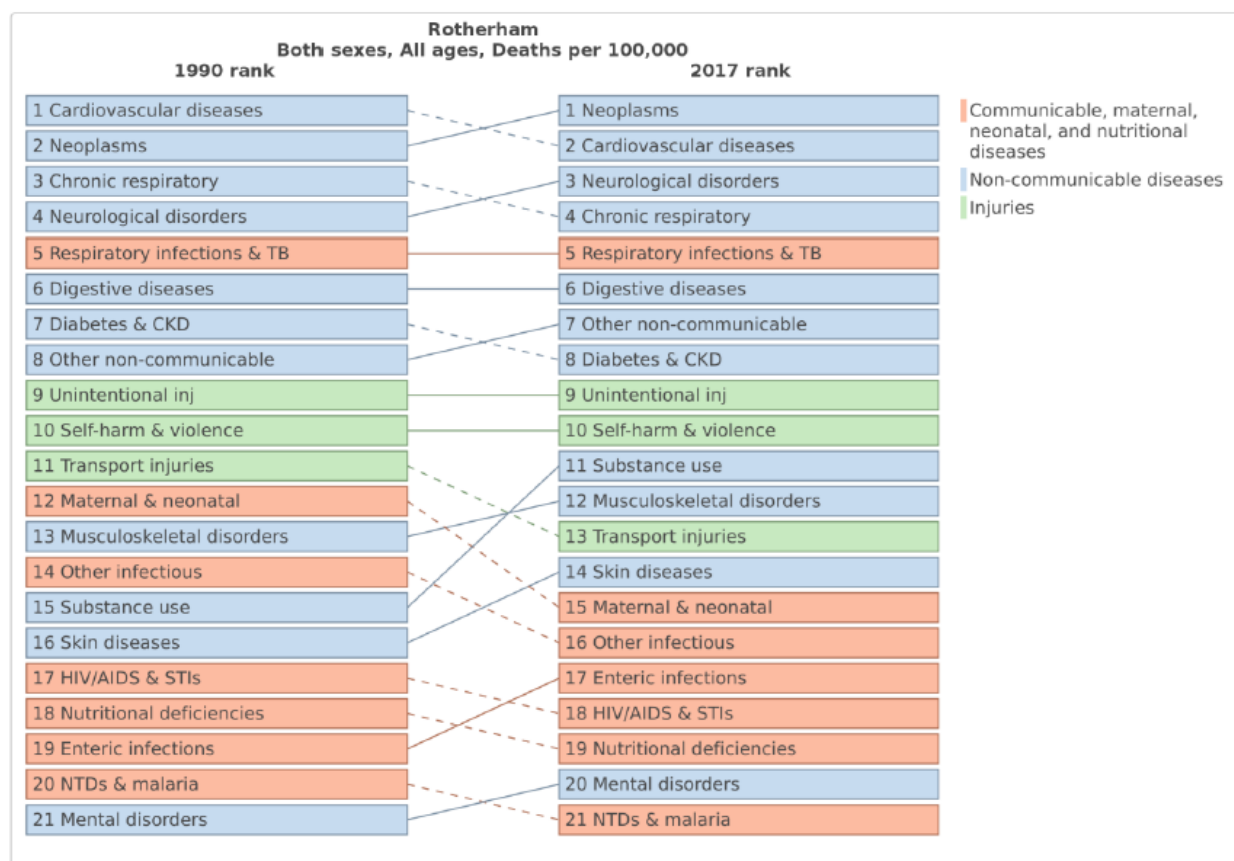 Rotherham
Both sexes, All ages, Deaths per 100,000
1990 rank
2017 rank
1 Cardiovascular diseases
2 Neoplasms
3 Chronic respiratory
4 Neurological disorders
5 Respiratory infections & TB
6 Digestive diseases
7 Diabetes & CKD
8 Other non-communicable
9 Unintentional inj
10 Self-harm & violence
11 Transport injuries
12 Maternal & neonatal
13 Musculoskeletal disorders
14 Other infectious
15 Substance use
16 Skin diseases
17 HIV/AIDS & STIs
18 Nutritional deficiencies
19 Enteric infections
20 NTDs & malaria
21 Mental disorders
1 Neoplasms
2 Cardiovascular diseases
3 Neurological disorders
4 Chronic respiratory
5 Respiratory infections & TB
6 Digestive diseases
7 Other non-communicable
8 Diabetes & CKD
9 Unintentional inj
10 Self-harm & violence
11 Substance use
12 Musculoskeletal disorders
13 Transport injuries
14 Skin diseases
15 Maternal & neonatal
16 Other infectious
17 Enteric infections
18 HIV/AIDS & STIs
19 Nutritional deficiencies
20 Mental disorders
21 NTDs & malaria
Communicable, maternal,
neonatal, and nutritional
diseases
Non-communicable diseases
Injuries